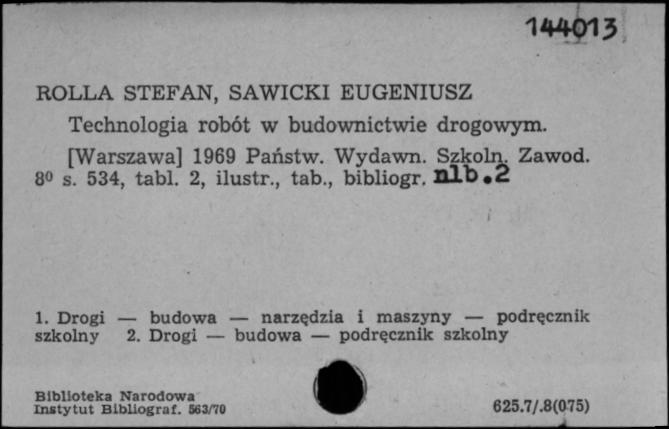 144013
ROLLA STEFAN, SAWICKI EUGENIUSZ
Technologia robót w budownictwie drogowym.
[Warszawa] 1969 Państw. Wydawn. Szkoln. Zawod.
8⁰ s. 534, tabl. 2, ilustr., tab., bibliogr. nlb.2
1. Drogi — budowa — narzędzia i maszyny — podręcznik
szkolny 2. Drogi — budowa — podręcznik szkolny
Biblioteka Narodowa
Instytut Bibliograf. 563/70
625.7/.8(075)